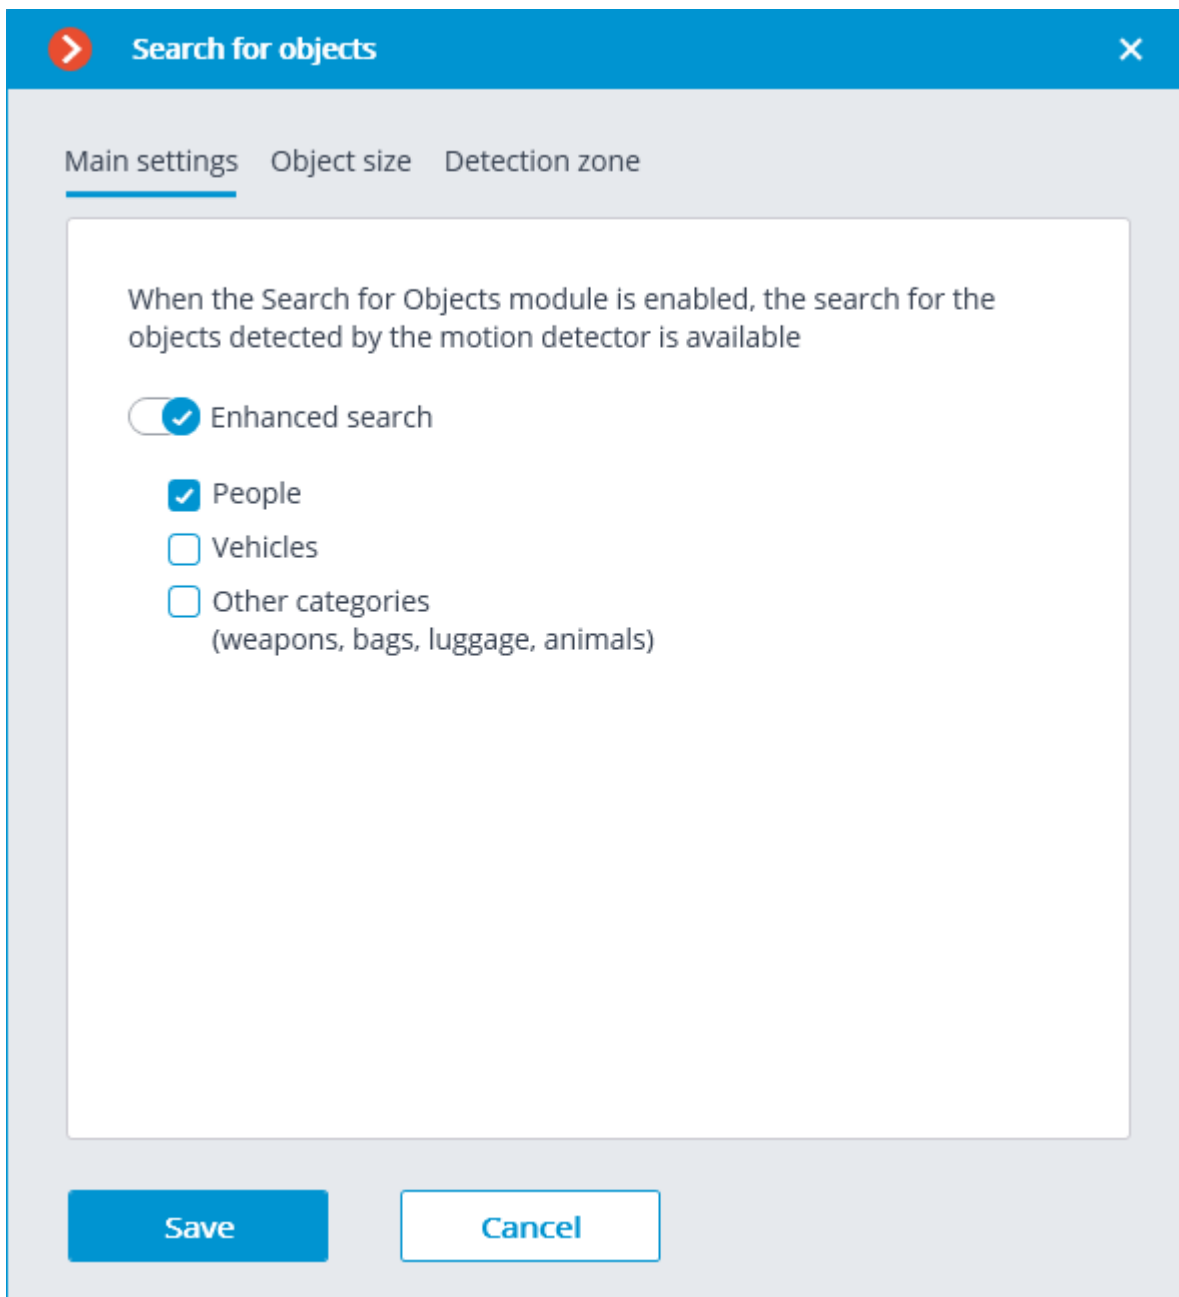 Search for objects
Main settings Object size Detection zone
When the Search for Objects module is enabled, the search for the
objects detected by the motion detector is available
Enhanced search
People
Vehicles
Other categories
(weapons, bags, luggage, animals)
Save Cancel